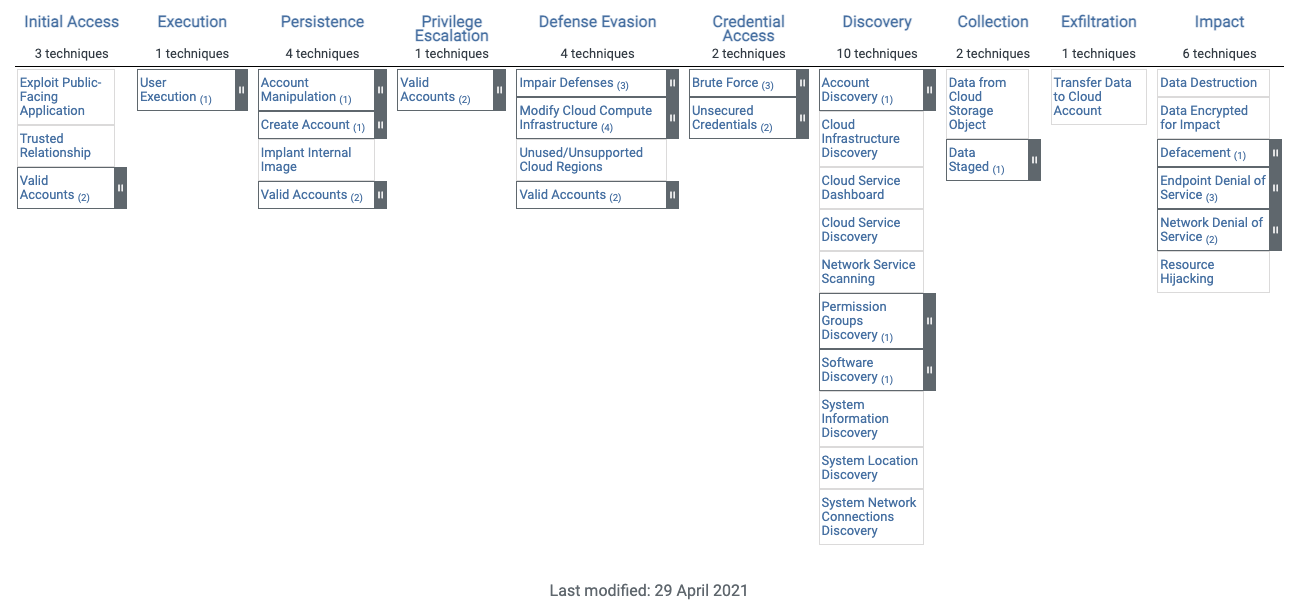 Initial Access
3 techniques
Exploit Public-
Facing
Application
Trusted
Relationship
Valid
Accounts (2)
Execution
1 techniques
User
Execution (1)
Persistence
4 techniques
Account
Manipulation (1)
Create Account (1)
Implant Internal
Image
Valid Accounts (2)
Privilege
Escalation
1 techniques
Valid
Accounts (2)
Defense Evasion
4 techniques
Impair Defenses (3)
Modify Cloud Compute
Infrastructure (4)
Unused/Unsupported
Cloud Regions
Valid Accounts (2)
Credential
Access
2 techniques
Brute Force (3)
Unsecured
Credentials (2)
Discovery
10 techniques
Account
Discovery (1)
Cloud
Infrastructure
Discovery
Cloud Service
Dashboard
Cloud Service
Discovery
Network Service
Scanning
Permission
Groups
Discovery (1)
Software
Discovery (1)
System
Information
Discovery
System Location
Discovery
System Network
Connections
Discovery
Collection
2 techniques
Data from
Cloud
Storage
Object
Data
Staged (1)
Exfiltration
1 techniques
Transfer Data
to Cloud
Account
Impact
6 techniques
Data Destruction
Data Encrypted
for Impact
Defacement (1)
Endpoint Denial of
Service (3)
Network Denial of
Service (2)
Resource
Hijacking
Last modified: 29 April 2021